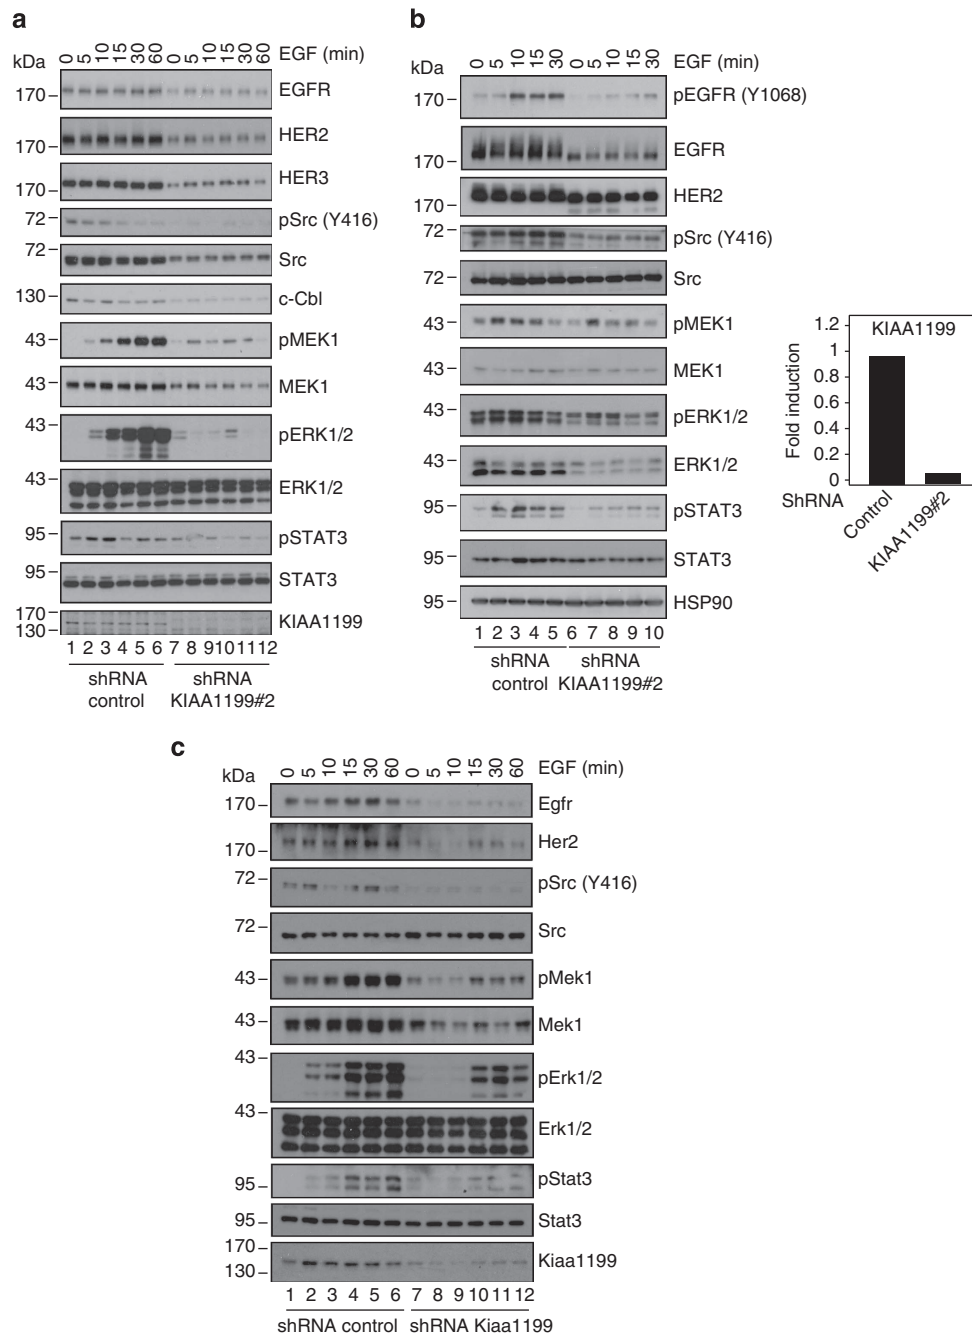 a
kDa 0 5 10 15 30 60 0 5 10 15 30 60 EGF (min)
170 EGFR
170 HER2
170 HER3
72 pSrc (Y416)
72 Src
130 c-Cbl
43 pMEK1
43 MEK1
43 pERK1/2
43 ERK1/2
95 pSTAT3
95 STAT3
170 KIAA1199
130
1 2 3 4 5 6 7 8 9 10 11 12
shRNA shRNA
control KIAA1199#2
b
kDa 0 5 10 15 30 0 5 10 15 30 EGF (min)
170 pEGFR (Y1068)
170 EGFR
170 HER2
72 pSrc (Y416)
72 Src
43 pMEK1
43 MEK1
43 pERK1/2
43 ERK1/2
95 pSTAT3
95 STAT3
95 HSP90
1 2 3 4 5 6 7 8 9 10
shRNA shRNA
control KIAA1199#2
KIAA1199
Fold induction
1.2
1
0.8
0.6
0.4
0.2
0
ShRNA Control KIAA1199#2
c
kDa 0 5 10 15 30 60 0 5 10 15 30 60 EGF (min)
170 Egfr
170 Her2
72 pSrc (Y416)
72 Src
43 pMek1
43 Mek1
43 pErk1/2
43 Erk1/2
95 pStat3
95 Stat3
170 Kiaa1199
130
1 2 3 4 5 6 7 8 9 10 11 12
shRNA control shRNA Kiaa1199